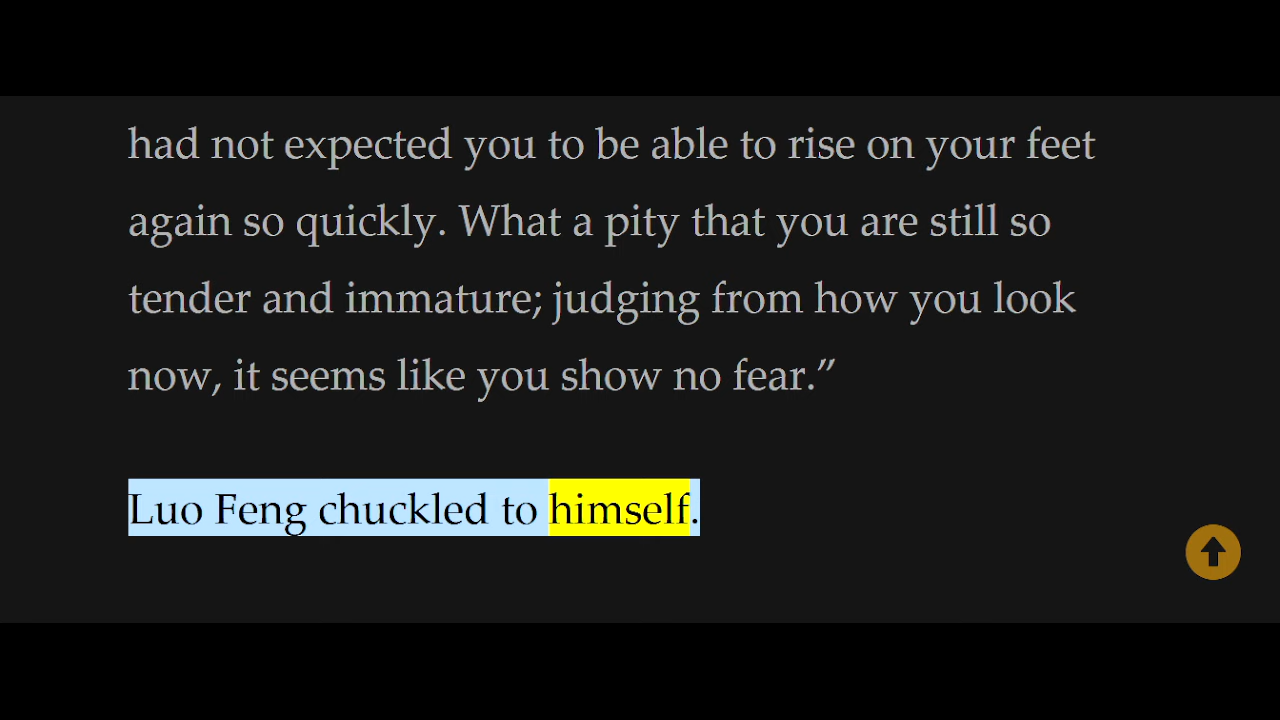 had not expected you to be able to rise on your feet
again so quickly. What a pity that you are still so
tender and immature; judging from how you look
now, it seems like you show no fear.”
Luo Feng chuckled to himself.